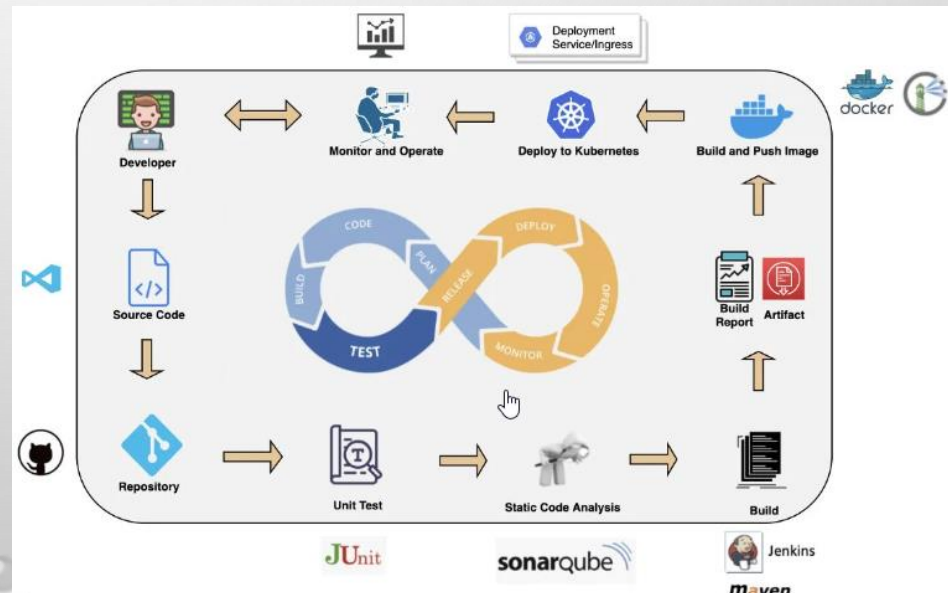 Deployment
Service/Ingress
docker
Developer
Monitor and Operate
Deploy to Kubernetes
Build and Push Image
CODE
PLAN
BUILD
TEST
RELEASE
DEPLOY
OPERATE
MONITOR
Source Code
</>
Build
Report
Artifact
Repository
T
Unit Test
Static Code Analysis
Build
JUnit
sonarqube
Jenkins
maven